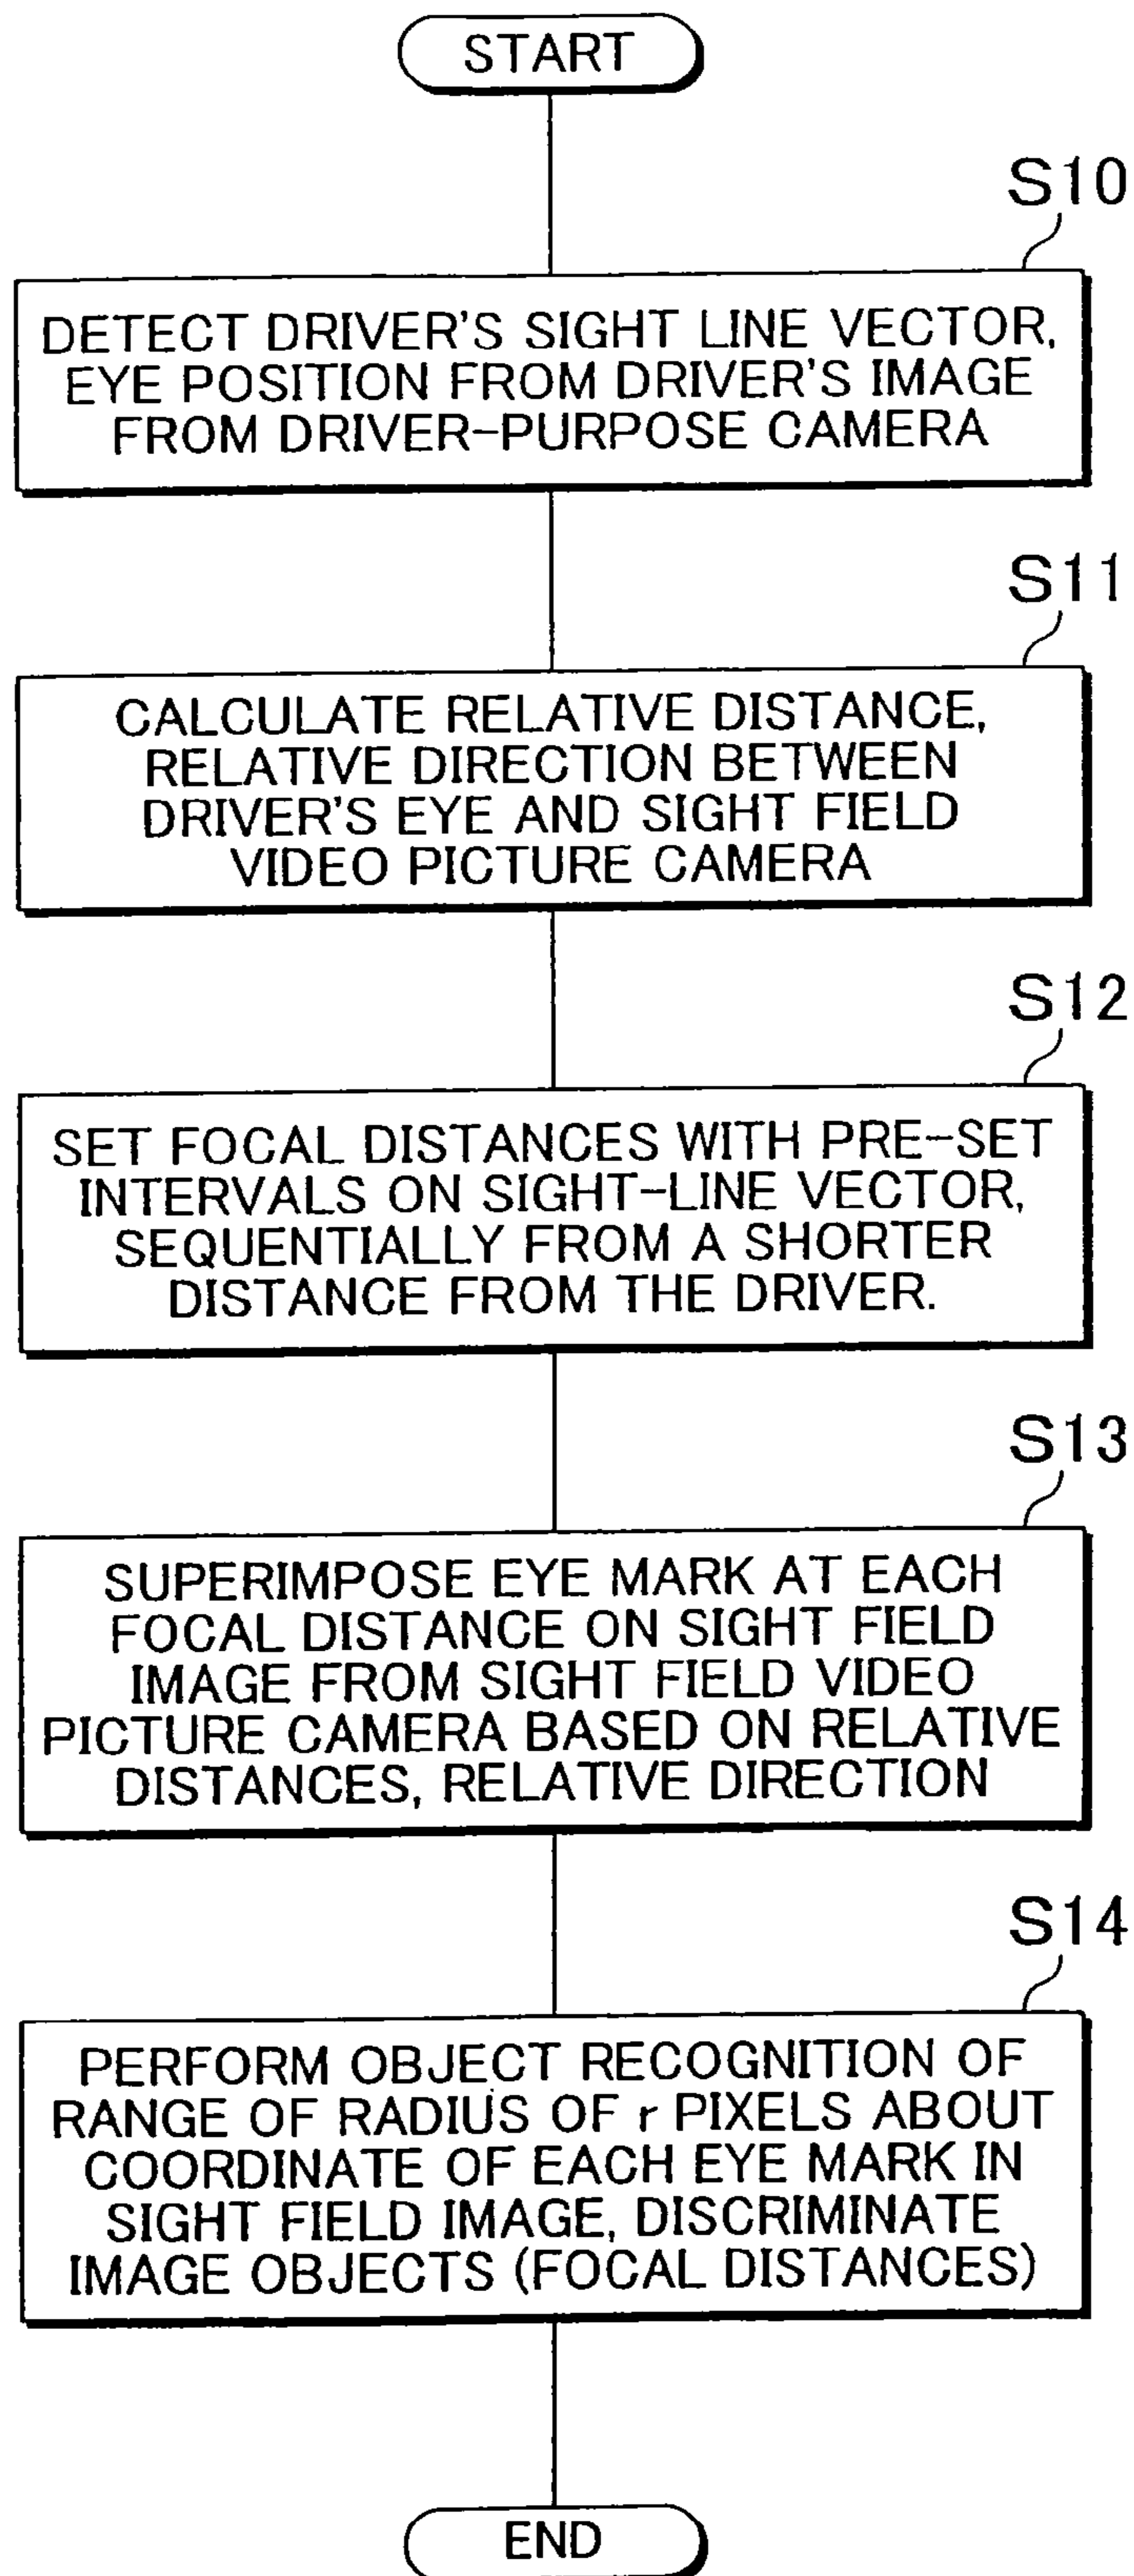 START
S10
DETECT DRIVER'S SIGHT LINE VECTOR,
EYE POSITION FROM DRIVER'S IMAGE
FROM DRIVER-PURPOSE CAMERA
S11
CALCULATE RELATIVE DISTANCE,
RELATIVE DIRECTION BETWEEN
DRIVER'S EYE AND SIGHT FIELD
VIDEO PICTURE CAMERA
S12
SET FOCAL DISTANCES WITH PRE-SET
INTERVALS ON SIGHT-LINE VECTOR,
SEQUENTIALLY FROM A SHORTER
DISTANCE FROM THE DRIVER.
S13
SUPERIMPOSE EYE MARK AT EACH
FOCAL DISTANCE ON SIGHT FIELD
IMAGE FROM SIGHT FIELD VIDEO
PICTURE CAMERA BASED ON RELATIVE
DISTANCES, RELATIVE DIRECTION
S14
PERFORM OBJECT RECOGNITION OF
RANGE OF RADIUS OF r PIXELS ABOUT
COORDINATE OF EACH EYE MARK IN
SIGHT FIELD IMAGE, DISCRIMINATE
IMAGE OBJECTS (FOCAL DISTANCES)
END